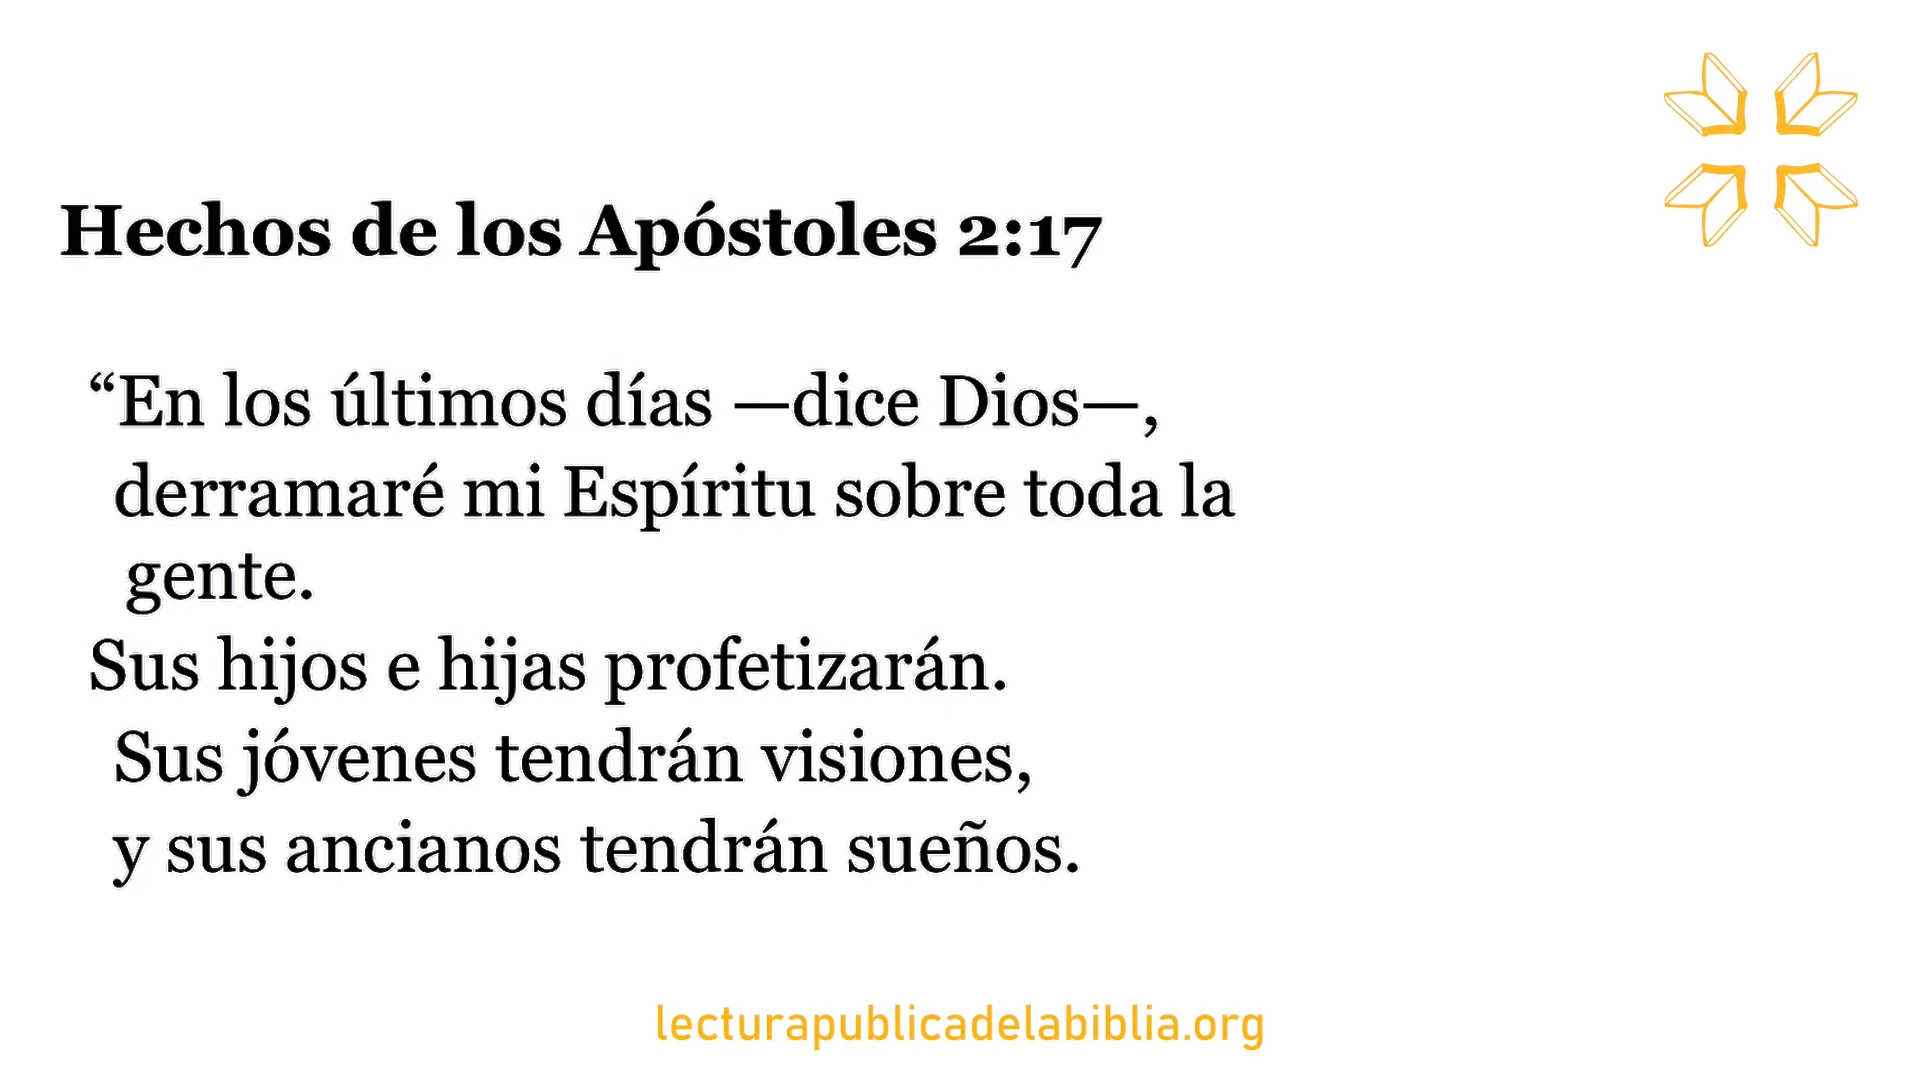 Hechos de los Apóstoles 2:17
“En los últimos días —dice Dios—,
derramaré mi Espíritu sobre toda la
gente.
Sus hijos e hijas profetizarán.
Sus jóvenes tendrán visiones,
y sus ancianos tendrán sueños.
lecturapublicadelabiblia.org